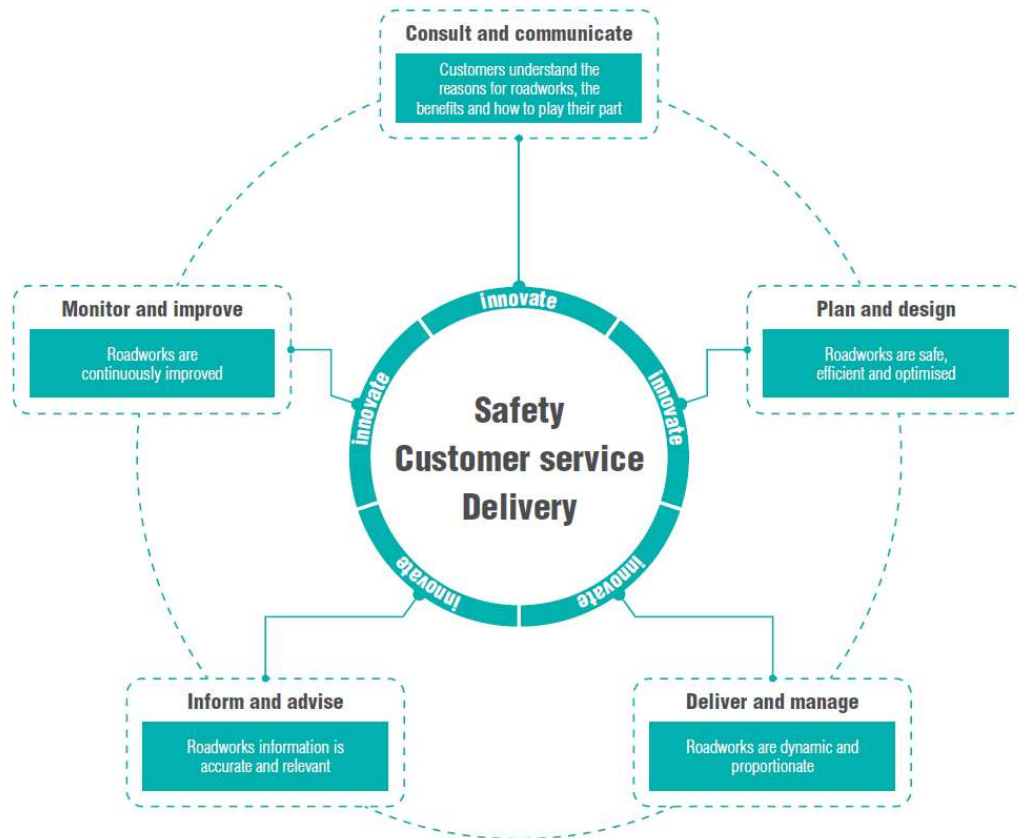 Consult and communicate
Customers understand the
reasons for roadworks, the
benefits and how to play their part
Monitor and improve
Roadworks are
continuously improved
Plan and design
Roadworks are safe,
efficient and optimised
innovate
innovate
innovate
innovate
innovate
Safety
Customer service
Delivery
Inform and advise
Roadworks information is
accurate and relevant
Deliver and manage
Roadworks are dynamic and
proportionate